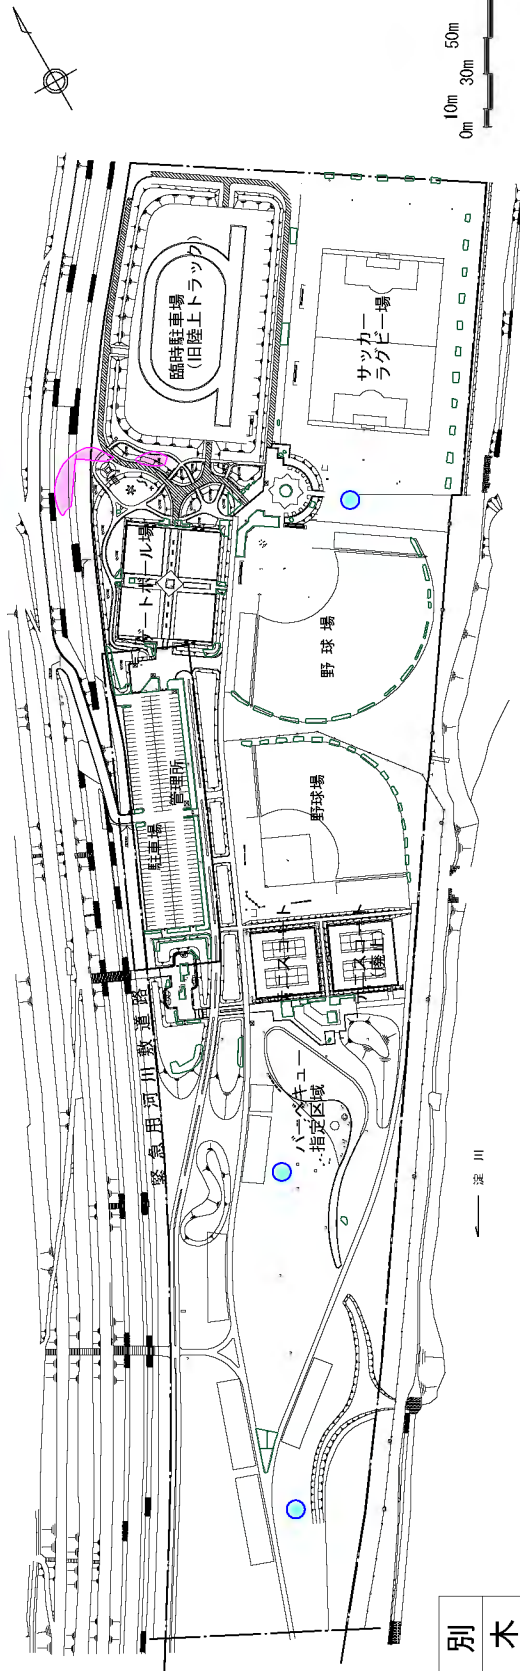 0m 10m 30m 50m
臨時駐車場
(旧陸上トラック)
サッカー
ラグビー場
ゲートボール場
野球場
管理所
駐車場
野球場
テニスコート
テニスコート
緊急用河川敷道路
バーベキュー
指定区域
淀川
別
木